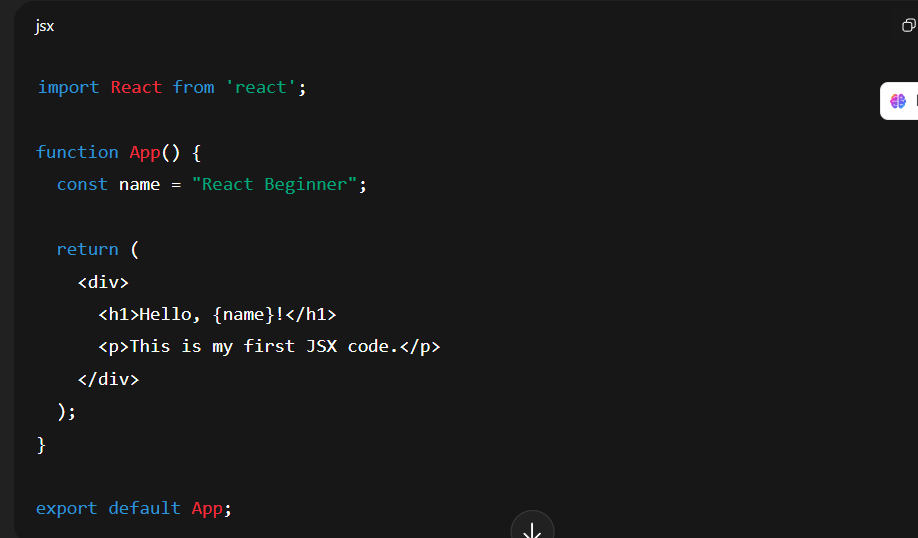 jsx
import React from 'react';
function App() {
  const name = "React Beginner";
  return (
    <div>
      <h1>Hello, {name}!</h1>
      <p>This is my first JSX code.</p>
    </div>
  );
}
export default App;